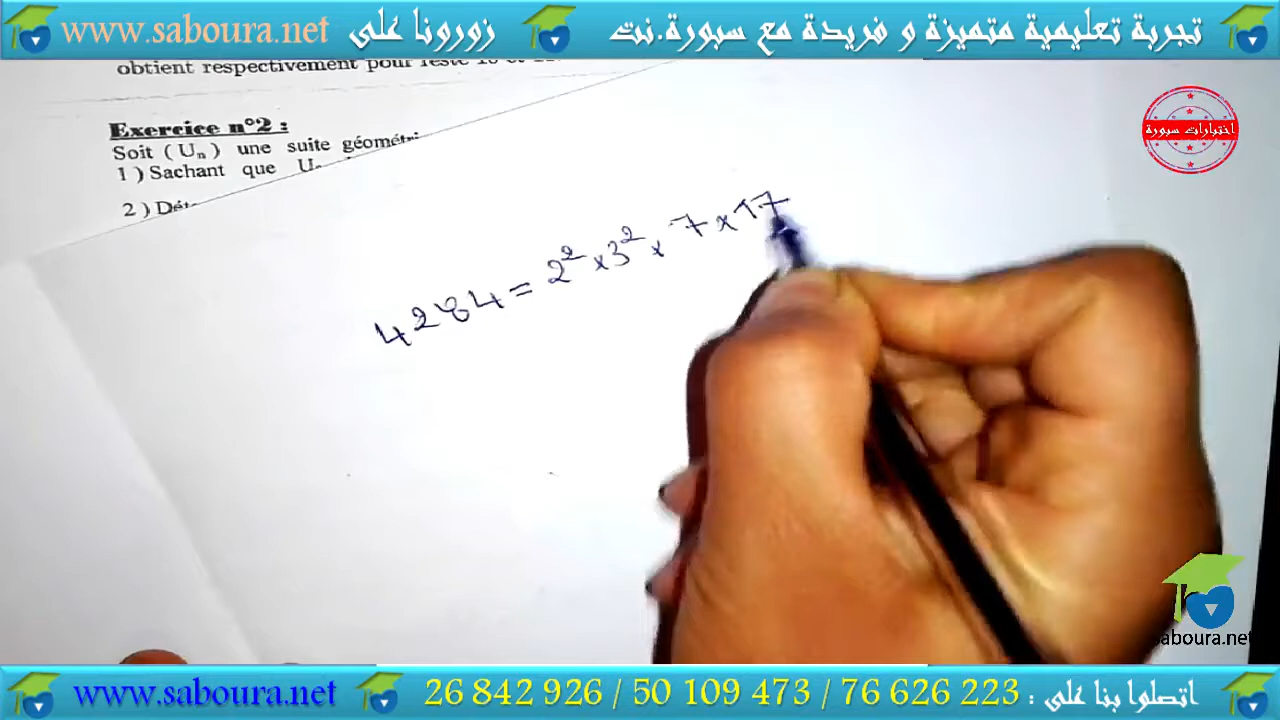 www.saboura.net زورونا على تجربة تعليمية متميزة و فريدة مع سبورة.نت
obtient respectivement pour reste
Exercice n°2 :
Soit ( Uₙ ) une suite géométri
1 ) Sachant que U
2 ) Dét
4284 = 2² × 3² × 7 × 17
اختبارات سبورة
saboura.net
www.saboura.net 26 842 926 / 50 109 473 / 76 626 223 : اتصلوا بنا على